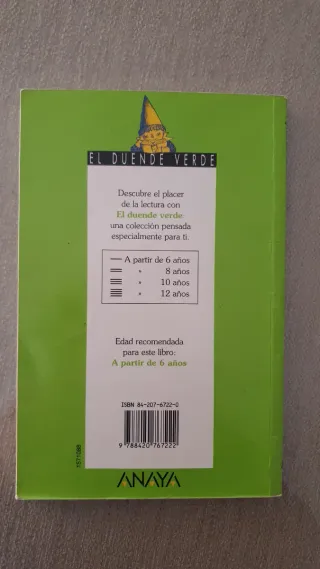 EL DUENDE VERDE
Descubre el placer
de la lectura con
El duende verde
una colección pensada
especialmente para ti.
A partir de 6 años
" 8 años
" 10 años
" 12 años
Edad recomendada
para este libro:
A partir de 6 años
ISBN 84-207-6722-0
9 788420 767222
1571088
ANAYA